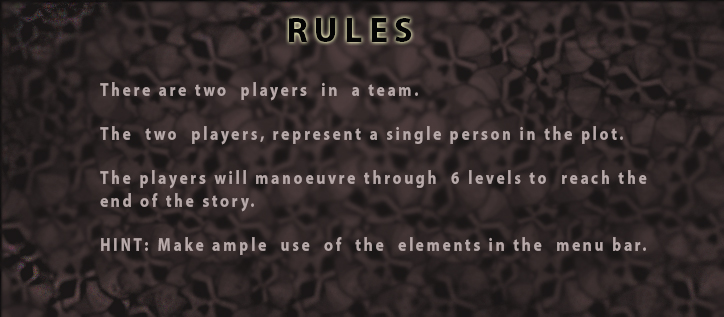 RULES
There are two players in a team.
The two players, represent a single person in the plot.
The players will manoeuvre through 6 levels to reach the
end of the story.
HINT: Make ample use of the elements in the menu bar.